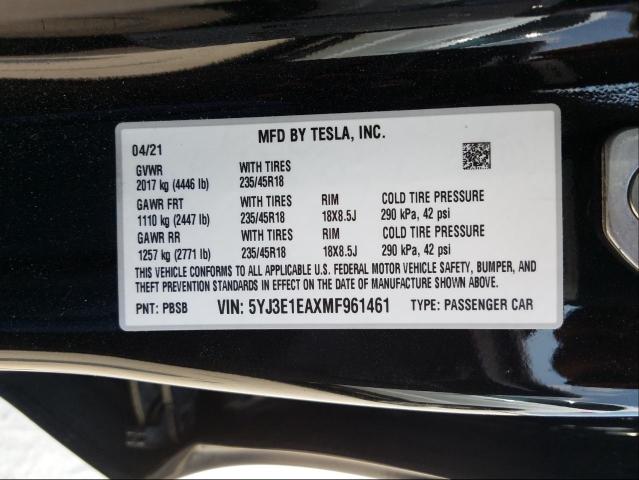 MFD BY TESLA, INC.
04/21
GVWR WITH TIRES
2017 kg (4446 lb) 235/45R18
GAWR FRT WITH TIRES RIM COLD TIRE PRESSURE
1110 kg (2447 lb) 235/45R18 18X8.5J 290 kPa, 42 psi
GAWR RR WITH TIRES RIM COLD TIRE PRESSURE
1257 kg (2771 lb) 235/45R18 18X8.5J 290 kPa, 42 psi
THIS VEHICLE CONFORMS TO ALL APPLICABLE U.S. FEDERAL MOTOR VEHICLE SAFETY, BUMPER, AND
THEFT PREVENTION STANDARDS IN EFFECT ON THE DATE OF MANUFACTURE SHOWN ABOVE.
PNT: PBSB VIN: 5YJ3E1EAXMF961461 TYPE: PASSENGER CAR